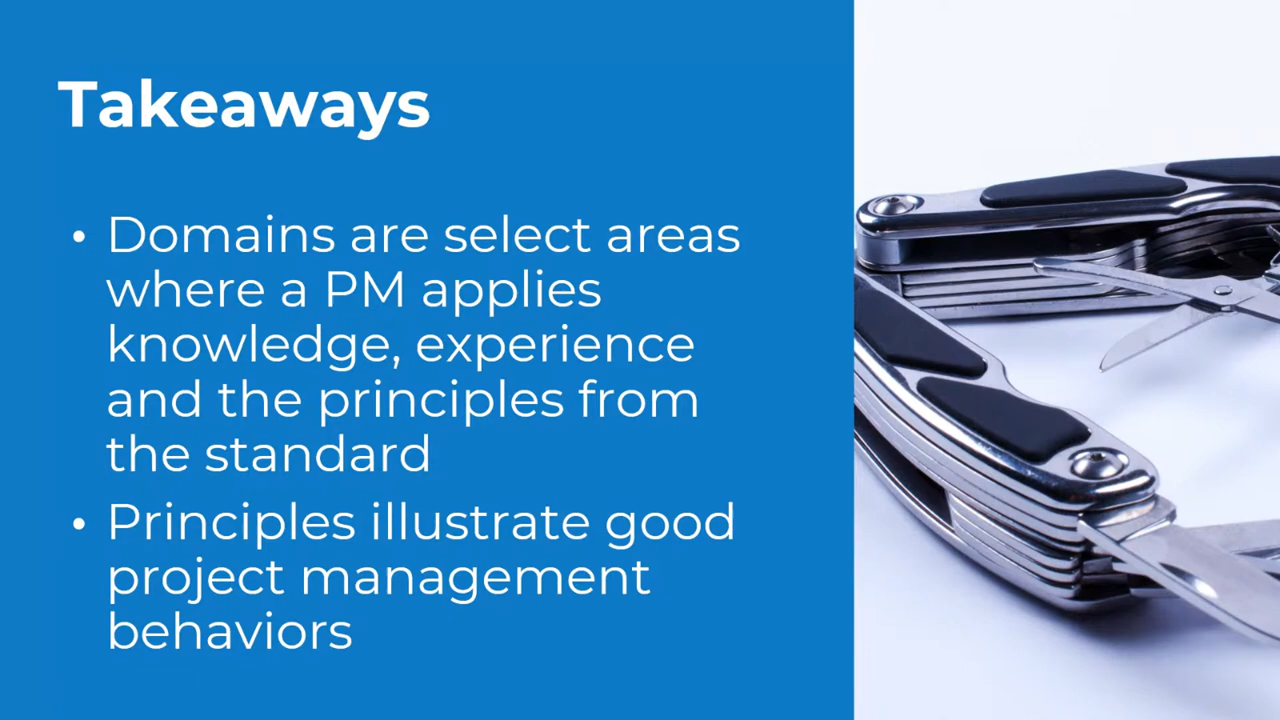 Takeaways
• Domains are select areas
where a PM applies
knowledge, experience
and the principles from
the standard
• Principles illustrate good
project management
behaviors